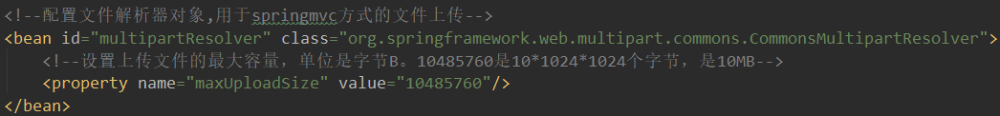 <!--配置文件解析器对象,用于springmvc方式的文件上传-->
<bean id="multipartResolver" class="org.springframework.web.multipart.commons.CommonsMultipartResolver">
<!--设置上传文件的最大容量，单位是字节B。10485760是10*1024*1024个字节，是10MB-->
<property name="maxUploadSize" value="10485760"/>
</bean>